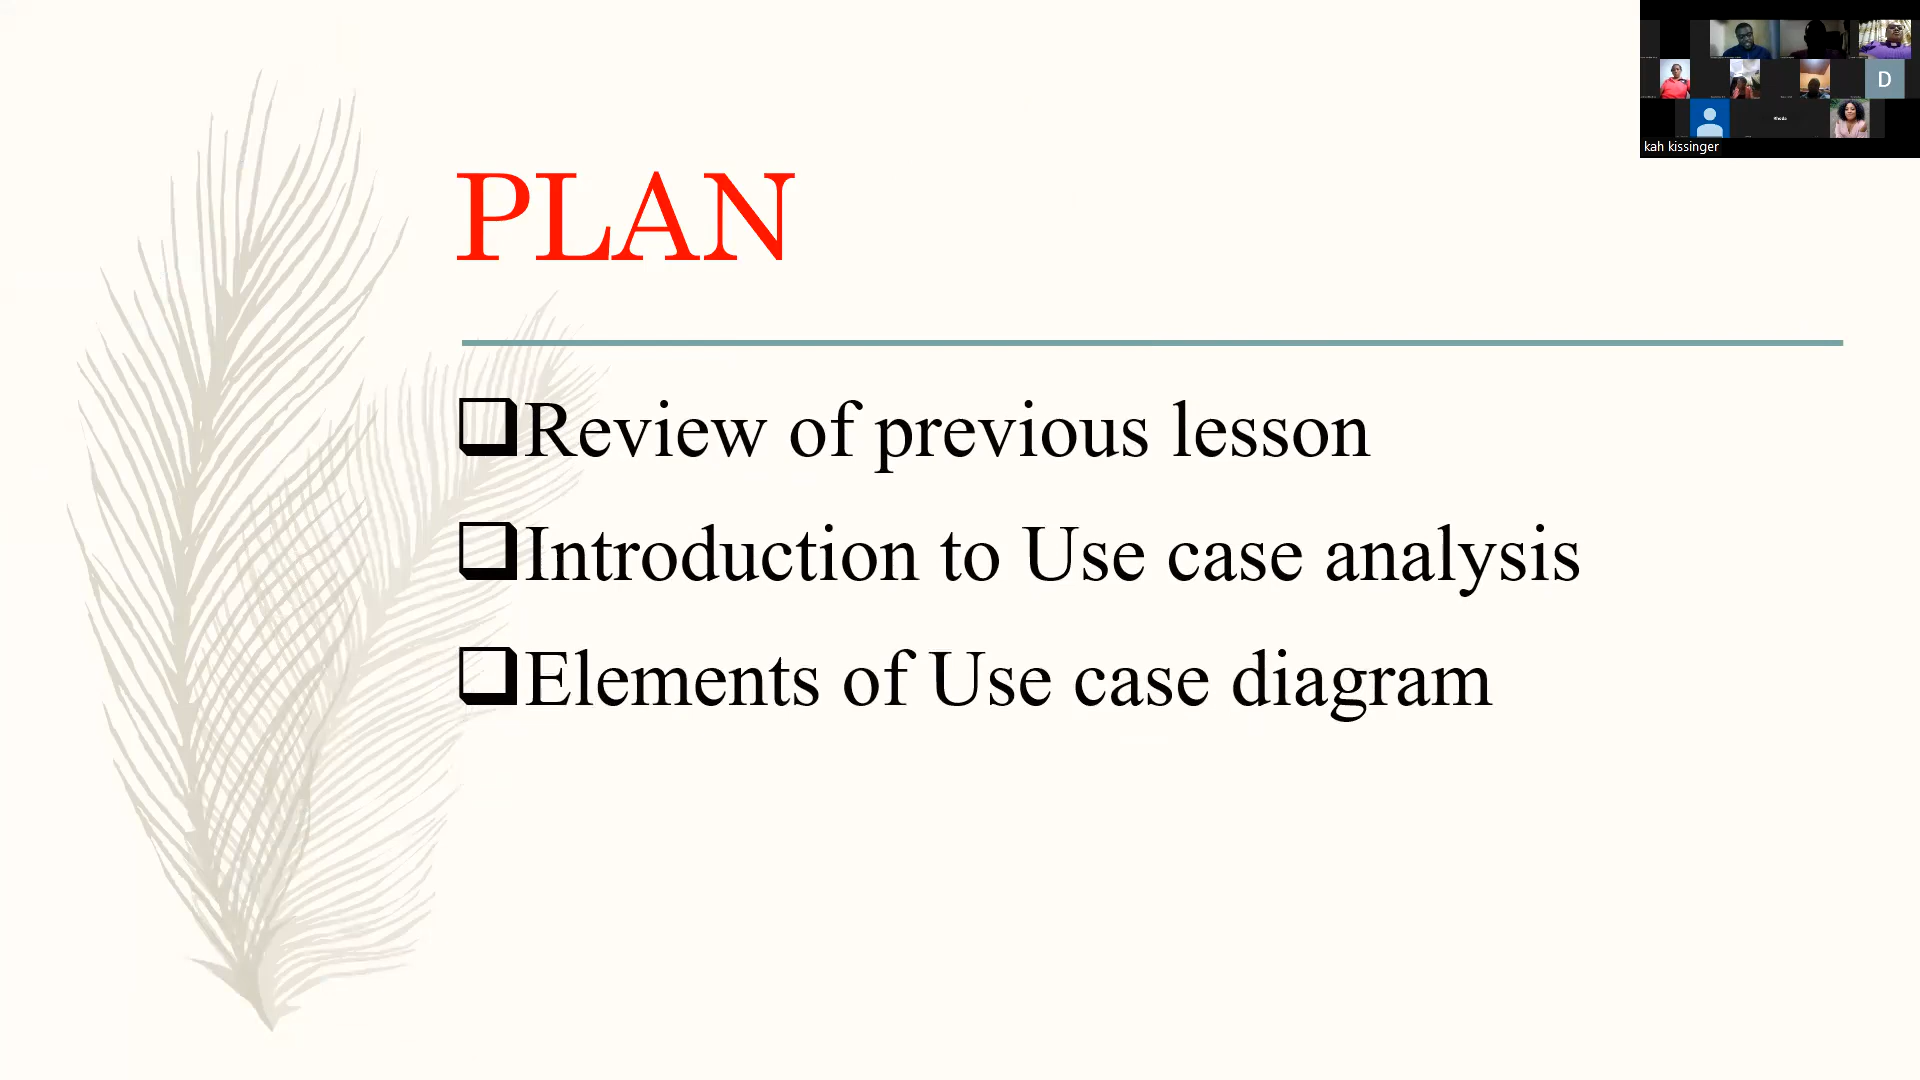 PLAN
Review of previous lesson
Introduction to Use case analysis
Elements of Use case diagram
D
kah kissinger